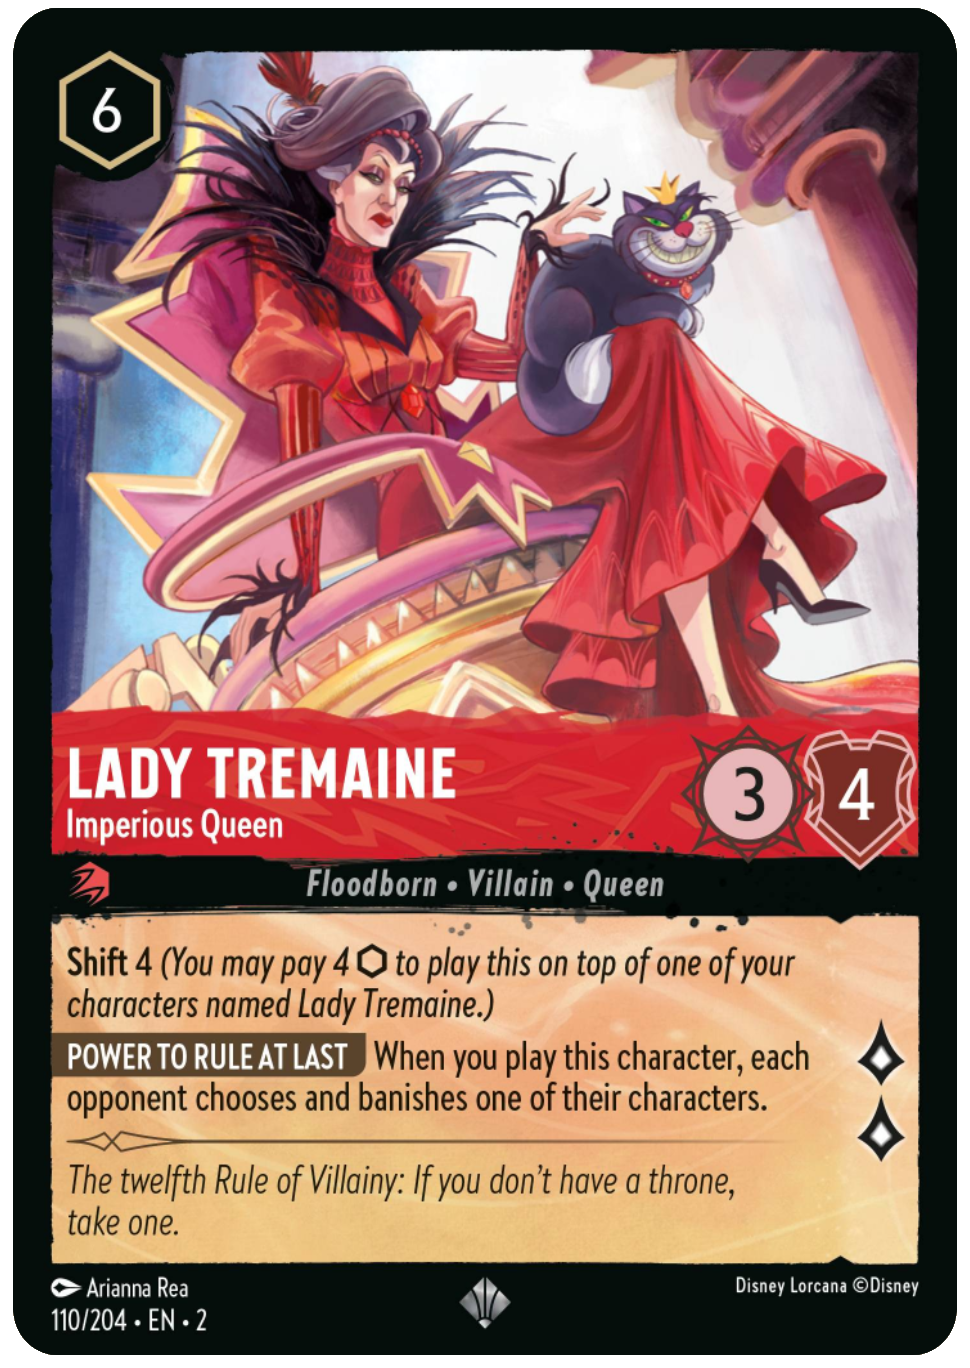 6
LADY TREMAINE
Imperious Queen
3
4
Floodborn • Villain • Queen
Shift 4 (You may pay 4 ⬡ to play this on top of one of your
characters named Lady Tremaine.)
POWER TO RULE AT LAST When you play this character, each
opponent chooses and banishes one of their characters.
The twelfth Rule of Villainy: If you don't have a throne,
take one.
Arianna Rea
Disney Lorcana ©Disney
110/204 • EN • 2